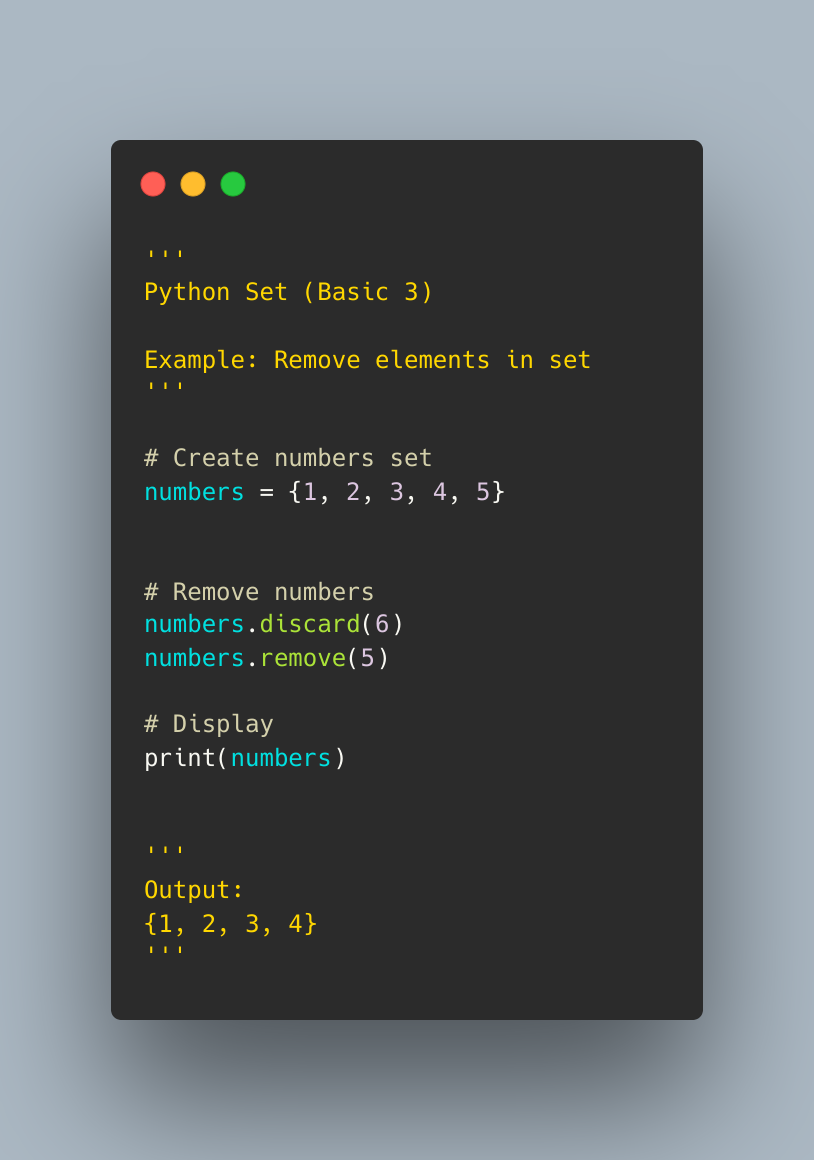 '''
Python Set (Basic 3)
Example: Remove elements in set
'''
# Create numbers set
numbers = {1, 2, 3, 4, 5}
# Remove numbers
numbers.discard(6)
numbers.remove(5)
# Display
print(numbers)
'''
Output:
{1, 2, 3, 4}
'''